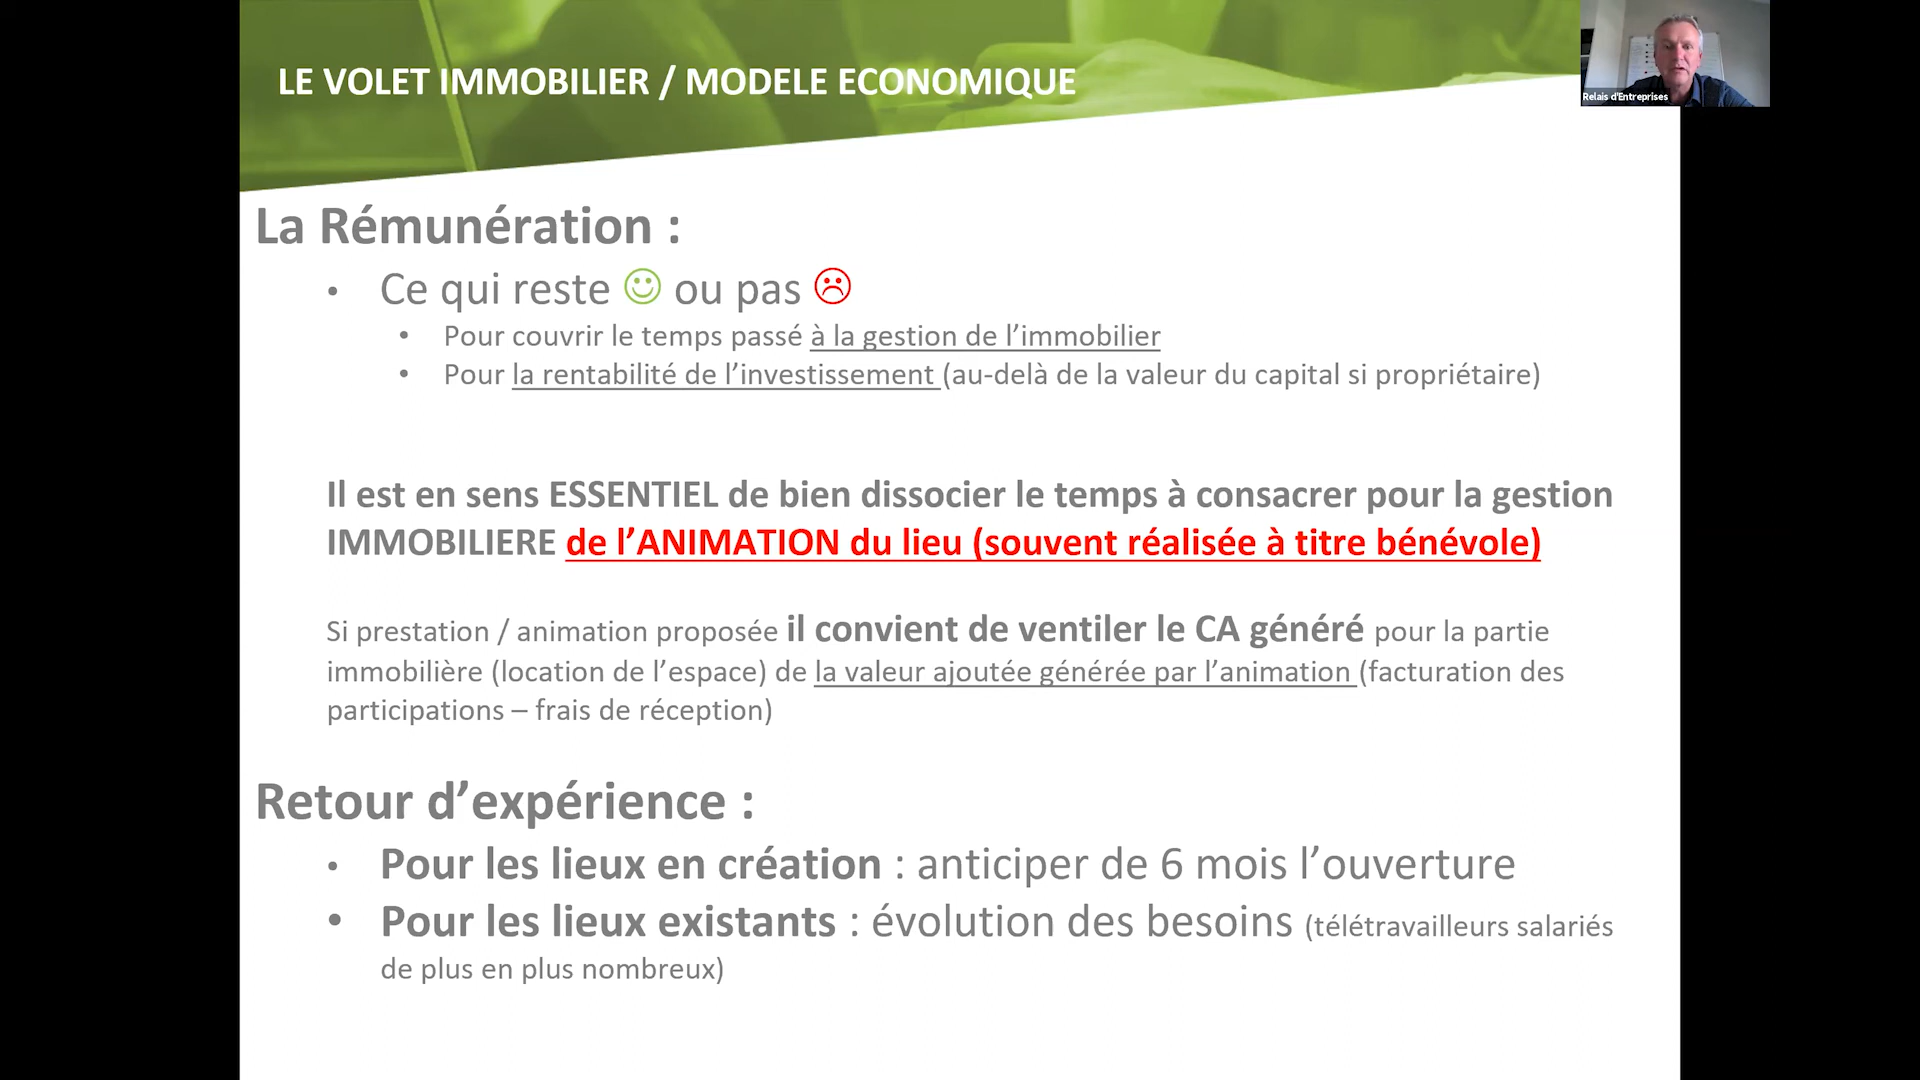 LE VOLET IMMOBILIER / MODELE ECONOMIQUE
Relais d'Entreprises
La Rémunération :
• Ce qui reste ☺ ou pas ☹
• Pour couvrir le temps passé à la gestion de l’immobilier
• Pour la rentabilité de l’investissement (au-delà de la valeur du capital si propriétaire)
Il est en sens ESSENTIEL de bien dissocier le temps à consacrer pour la gestion
IMMOBILIERE de l’ANIMATION du lieu (souvent réalisée à titre bénévole)
Si prestation / animation proposée il convient de ventiler le CA généré pour la partie
immobilière (location de l’espace) de la valeur ajoutée générée par l’animation (facturation des
participations – frais de réception)
Retour d’expérience :
• Pour les lieux en création : anticiper de 6 mois l’ouverture
• Pour les lieux existants : évolution des besoins (télétravailleurs salariés
de plus en plus nombreux)